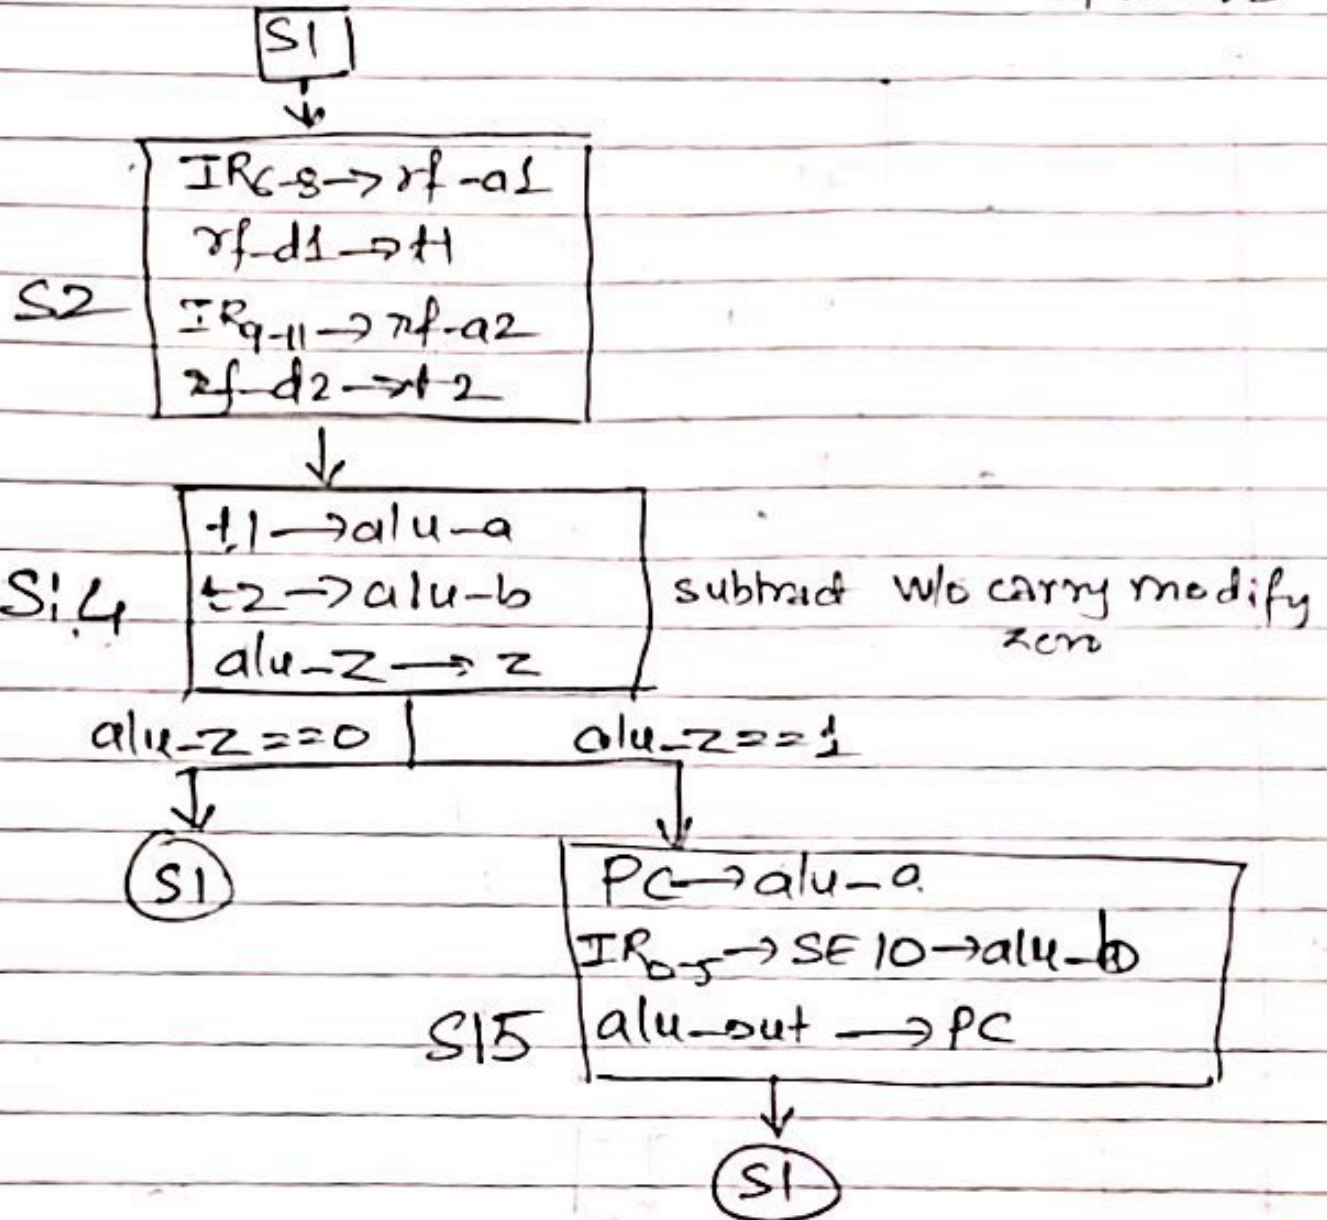 S1
IR6-8→rf-a1
rf-d1→t1
S2
IR9-11→rf-a2
rf-d2→t2
t1→alu-a
S14
t2→alu-b
subtract w/o carry modify
zero
alu-z→z
alu-z==0
alu-z==1
S1
PC→alu-a
IR0-5→SE10→alu-b
S15
alu-out→PC
S1